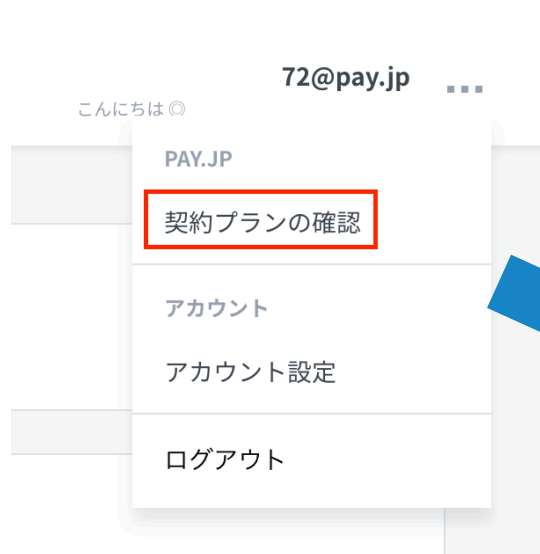 72@pay.jp
...
こんにちは ◎
PAY.JP
契約プランの確認
アカウント
アカウント設定
ログアウト